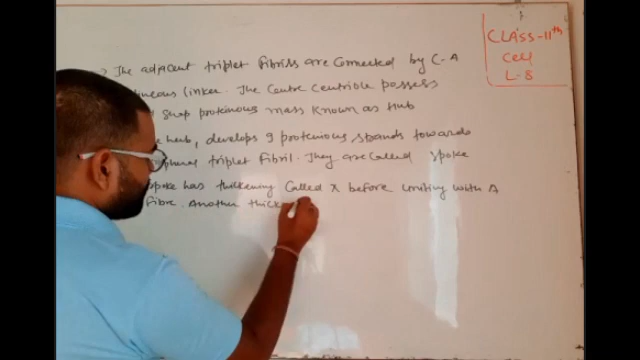 The adjacent triplet fibrils are connected by C-A
linker. The centre centriole possess
proteinous mass known as Hub
develops 9 proteinious strands towards
triplet fibril. They are called spoke
spoke has thickening called x before uniting with A
fibre. Another thick
CLASS-11th
Cell
L-8